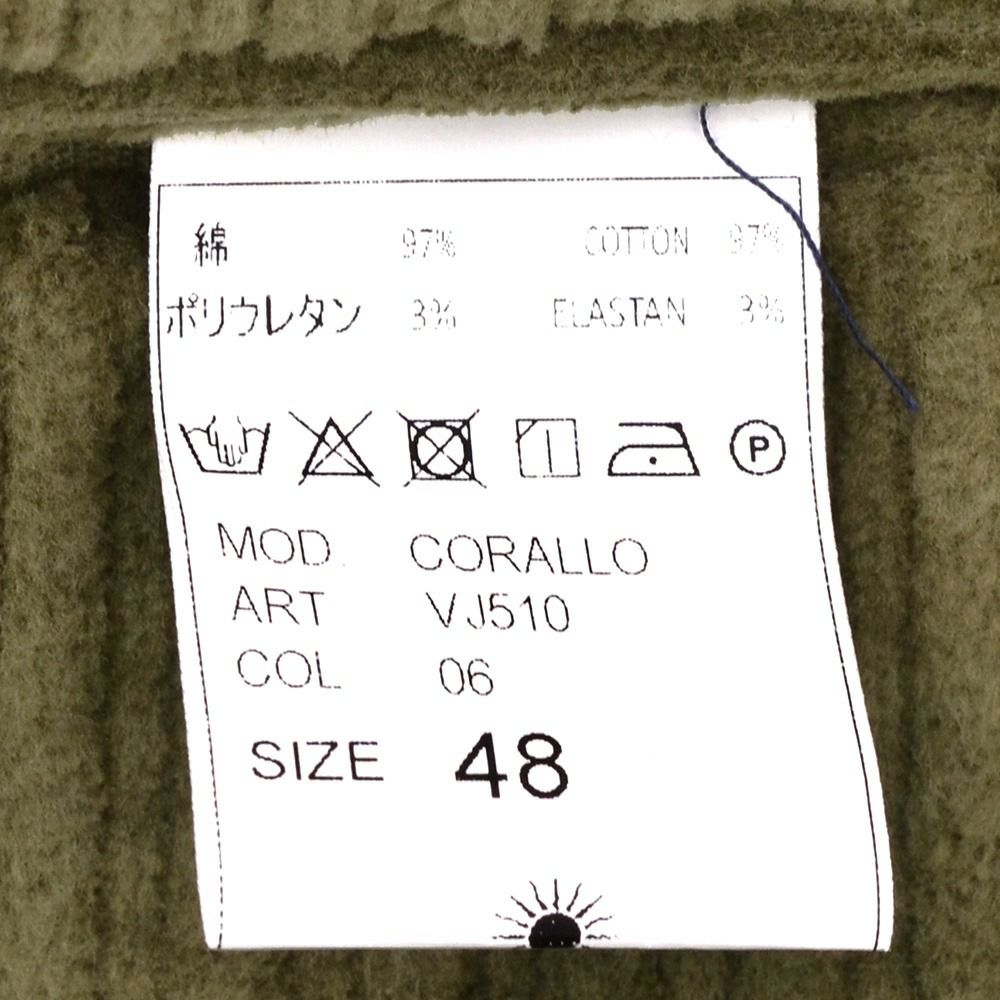 綿 97% COTTON 97%
ポリウレタン 3% ELASTAN 3%
P
MOD. CORALLO
ART VJ510
COL 06
SIZE 48